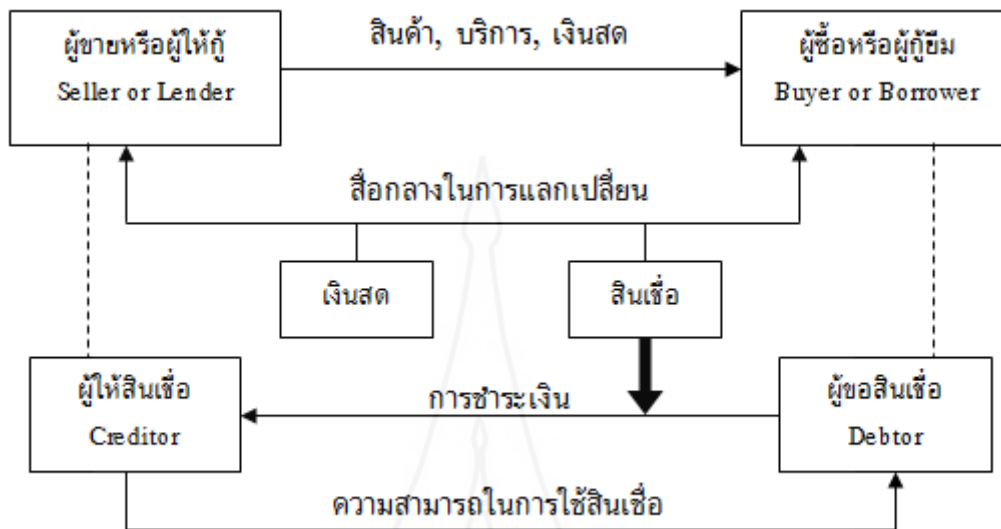 ผู้ขายหรือผู้ให้กู้
Seller or Lender
สินค้า, บริการ, เงินสด
ผู้ซื้อหรือผู้กู้ยืม
Buyer or Borrower
สื่อกลางในการแลกเปลี่ยน
เงินสด
สินเชื่อ
ผู้ให้สินเชื่อ
Creditor
การชำระเงิน
ผู้ขอสินเชื่อ
Debtor
ความสามารถในการใช้สินเชื่อ